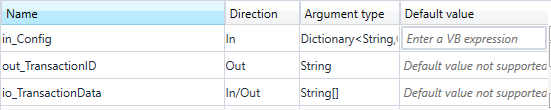 Name Direction Argument type Default value
in_Config In Dictionary<String, Enter a VB expression
out_TransactionID Out String Default value not supported
io_TransactionData In/Out String[] Default value not supported